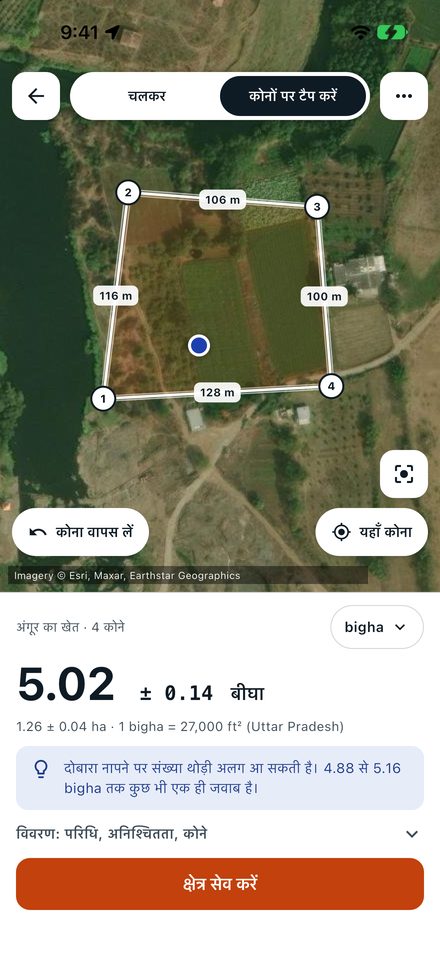 9:41
चलकर
कोनों पर टैप करें
2
106 m
3
116 m
100 m
128 m
1
4
कोना वापस लें
यहाँ कोना
Imagery © Esri, Maxar, Earthstar Geographics
अंगूर का खेत · 4 कोने
bigha
5.02 ± 0.14 बीघा
1.26 ± 0.04 ha · 1 bigha = 27,000 ft² (Uttar Pradesh)
दोबारा नापने पर संख्या थोड़ी अलग आ सकती है। 4.88 से 5.16
bigha तक कुछ भी एक ही जवाब है।
विवरण: परिधि, अनिश्चितता, कोने
क्षेत्र सेव करें